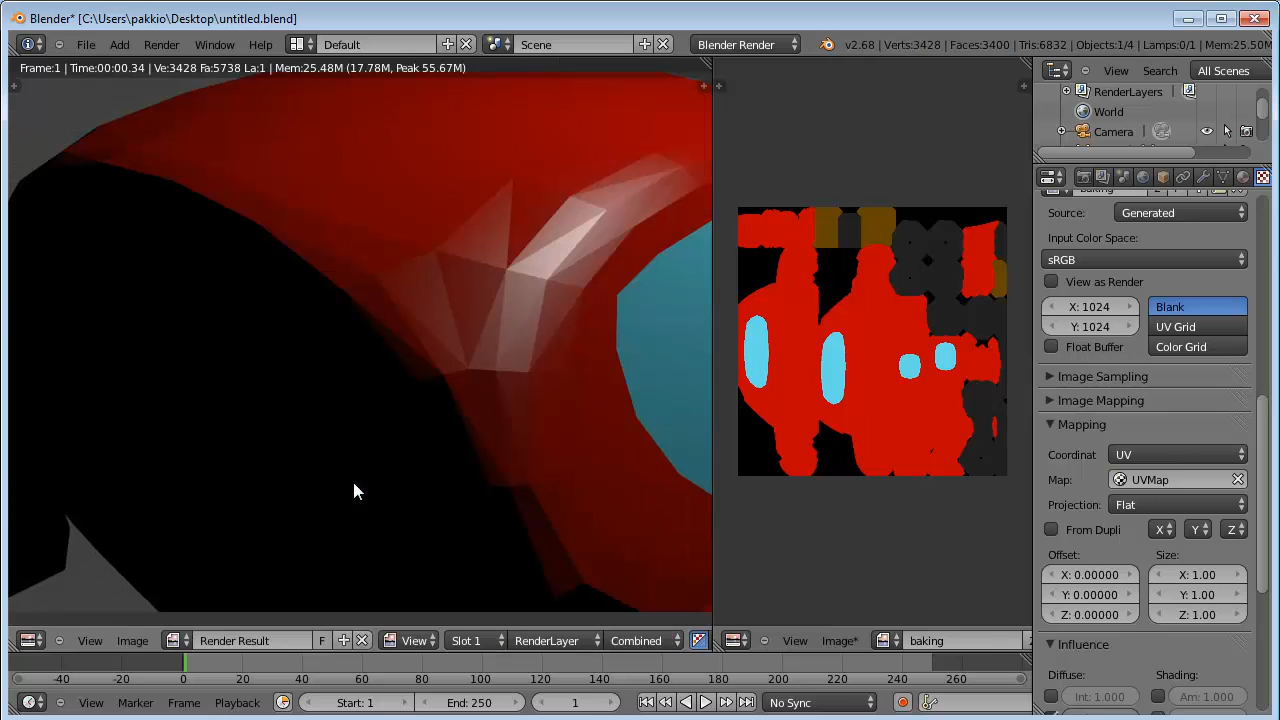 Blender* [C:\Users\pakkio\Desktop\untitled.blend]
File Add Render Window Help Default Scene Blender Render v2.68 | Verts:3428 | Faces:3400 | Tris:6832 | Objects:1/4 | Lamps:0/1 | Mem:25.50M
Frame:1 | Time:00:00.34 | Ve:3428 Fa:5738 La:1 | Mem:25.48M (17.78M, Peak 55.67M)
View Search All Scenes
RenderLayers
World
Camera
baking
Source: Generated
Input Color Space:
sRGB
View as Render
X: 1024 Blank
Y: 1024 UV Grid
Float Buffer Color Grid
Image Sampling
Image Mapping
Mapping
Coordinat UV
Map: UVMap
Projection: Flat
From Dupli X Y Z
Offset: Size:
X: 0.00000 X: 1.00
Y: 0.00000 Y: 1.00
Z: 0.00000 Z: 1.00
Influence
Diffuse: Shading:
Int: 1.000 Am: 1.000
View Image Render Result F View Slot 1 RenderLayer Combined View Image* baking 2
-40 -20 0 20 40 60 80 100 120 140 160 180 200 220 240 260
View Marker Frame Playback Start: 1 End: 250 1 No Sync